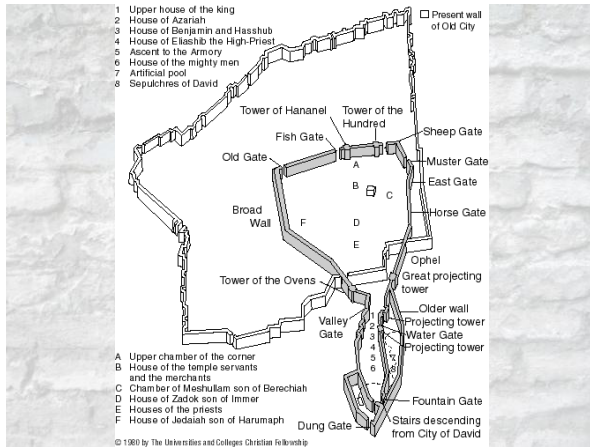 1 Upper house of the king
2 House of Azariah
3 House of Benjamin and Hasshub
4 House of Eliashib the High-Priest
5 Ascent to the Armory
6 House of the mighty men
7 Artificial pool
8 Sepulchres of David
Present wall
of Old City
Tower of Hananel
Tower of the
Hundred
Sheep Gate
Fish Gate
Old Gate
Muster Gate
East Gate
Horse Gate
A
B
C
Broad
Wall
F
D
E
Ophel
Great projecting
tower
Tower of the Ovens
Older wall
Valley
Gate
Projecting tower
Water Gate
Projecting tower
1
2
3
4
5
6
Fountain Gate
Dung Gate
Stairs descending
from City of David
A Upper chamber of the corner
B House of the temple servants
and the merchants
C Chamber of Meshullam son of Berechiah
D House of Zadok son of Immer
E Houses of the priests
F House of Jedaiah son of Harumaph
© 1980 by The Universities and Colleges Christian Fellowship